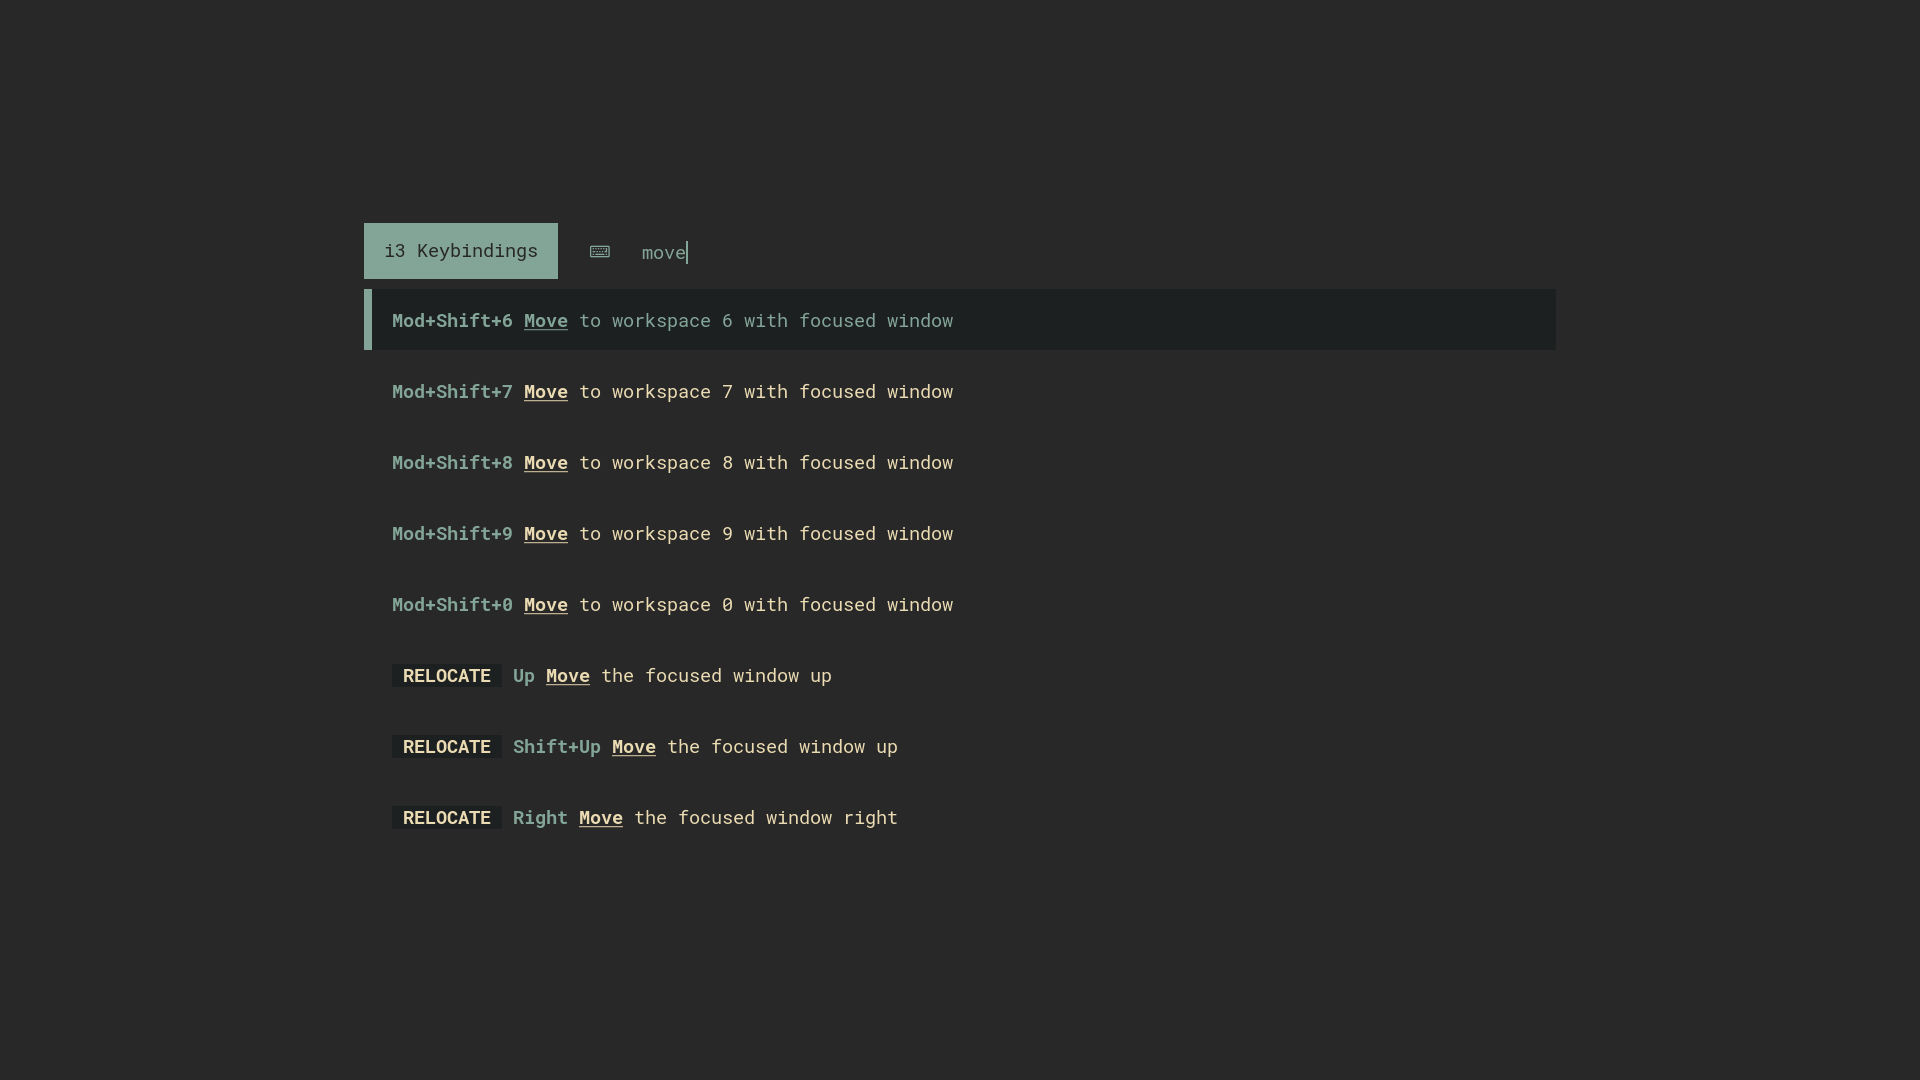 i3 Keybindings move
Mod+Shift+6 Move to workspace 6 with focused window
Mod+Shift+7 Move to workspace 7 with focused window
Mod+Shift+8 Move to workspace 8 with focused window
Mod+Shift+9 Move to workspace 9 with focused window
Mod+Shift+0 Move to workspace 0 with focused window
RELOCATE Up Move the focused window up
RELOCATE Shift+Up Move the focused window up
RELOCATE Right Move the focused window right